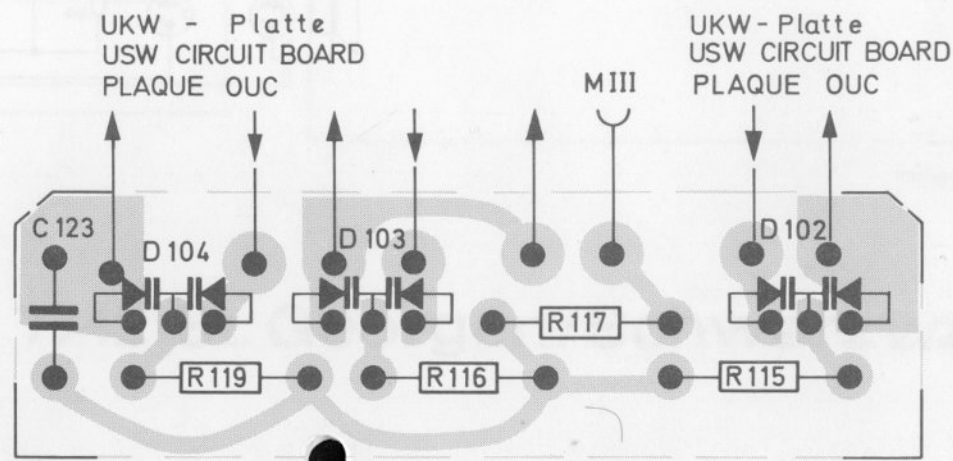 UKW - Platte
USW CIRCUIT BOARD
PLAQUE OUC
M III
UKW - Platte
USW CIRCUIT BOARD
PLAQUE OUC
C 123
D 104
D 103
D 102
R 117
R 119
R 116
R 115